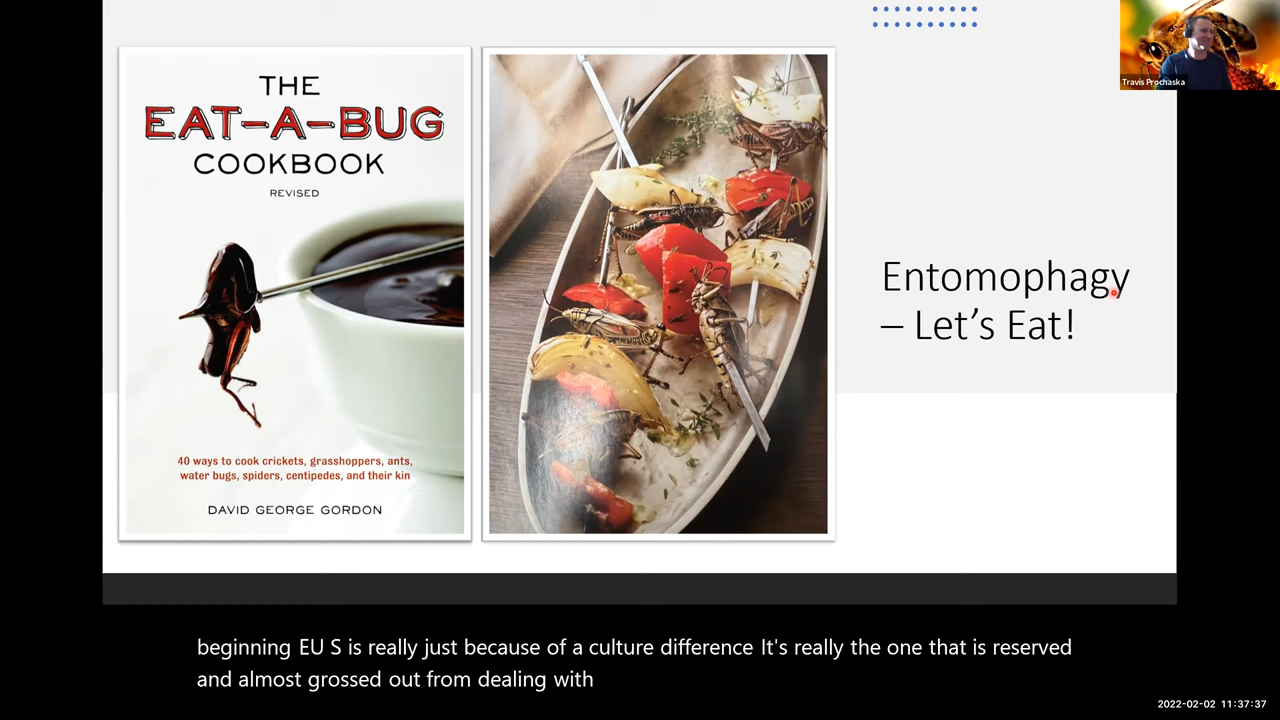 THE
EAT-A-BUG
COOKBOOK
REVISED
40 ways to cook crickets, grasshoppers, ants,
water bugs, spiders, centipedes, and their kin
DAVID GEORGE GORDON
Entomophagy
– Let's Eat!
Travis Prochaska
beginning EU S is really just because of a culture difference It's really the one that is reserved
and almost grossed out from dealing with
2022-02-02 11:37:37